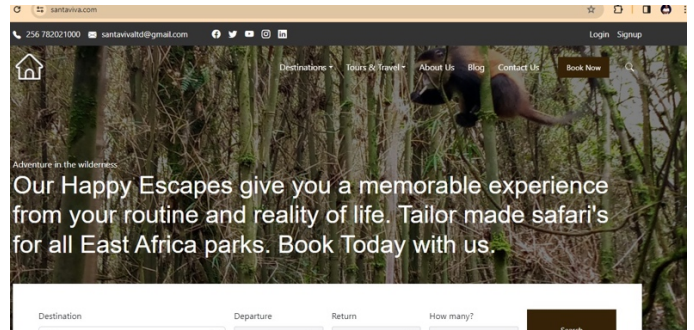 santaviva.com
256 782021000 santavivaltd@gmail.com Login Signup
Destinations Tours & Travel About Us Blog Contact Us Book Now
Adventure in the wilderness
Our Happy Escapes give you a memorable experience
from your routine and reality of life. Tailor made safari's
for all East Africa parks. Book Today with us.
Destination Departure Return How many?
Search